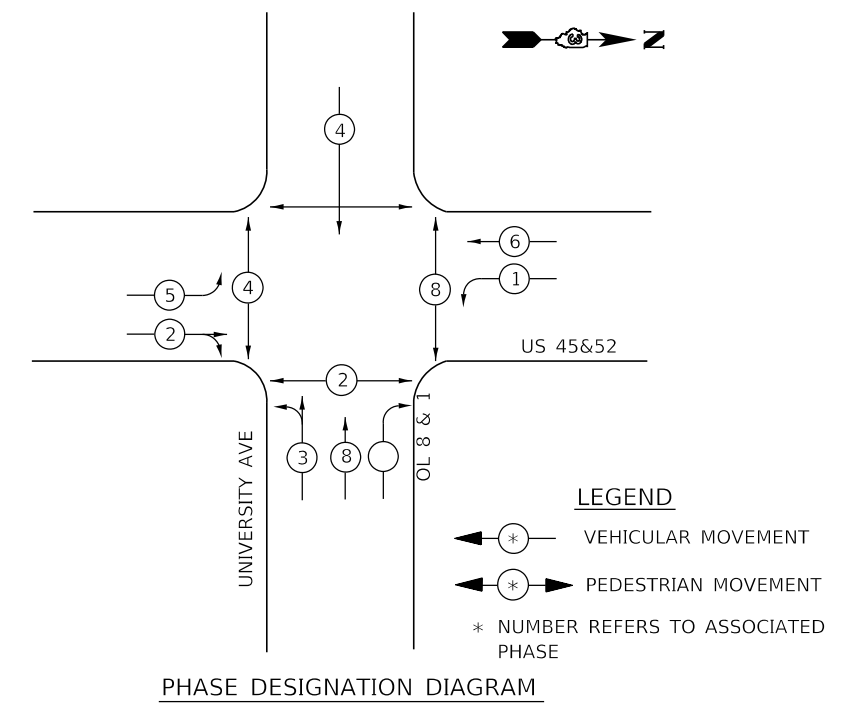 3
N
4
6
1
4
8
5
2
US 45&52
2
OL 8 & 1
3
8
UNIVERSITY AVE
LEGEND
* VEHICULAR MOVEMENT
* PEDESTRIAN MOVEMENT
* NUMBER REFERS TO ASSOCIATED
PHASE
PHASE DESIGNATION DIAGRAM